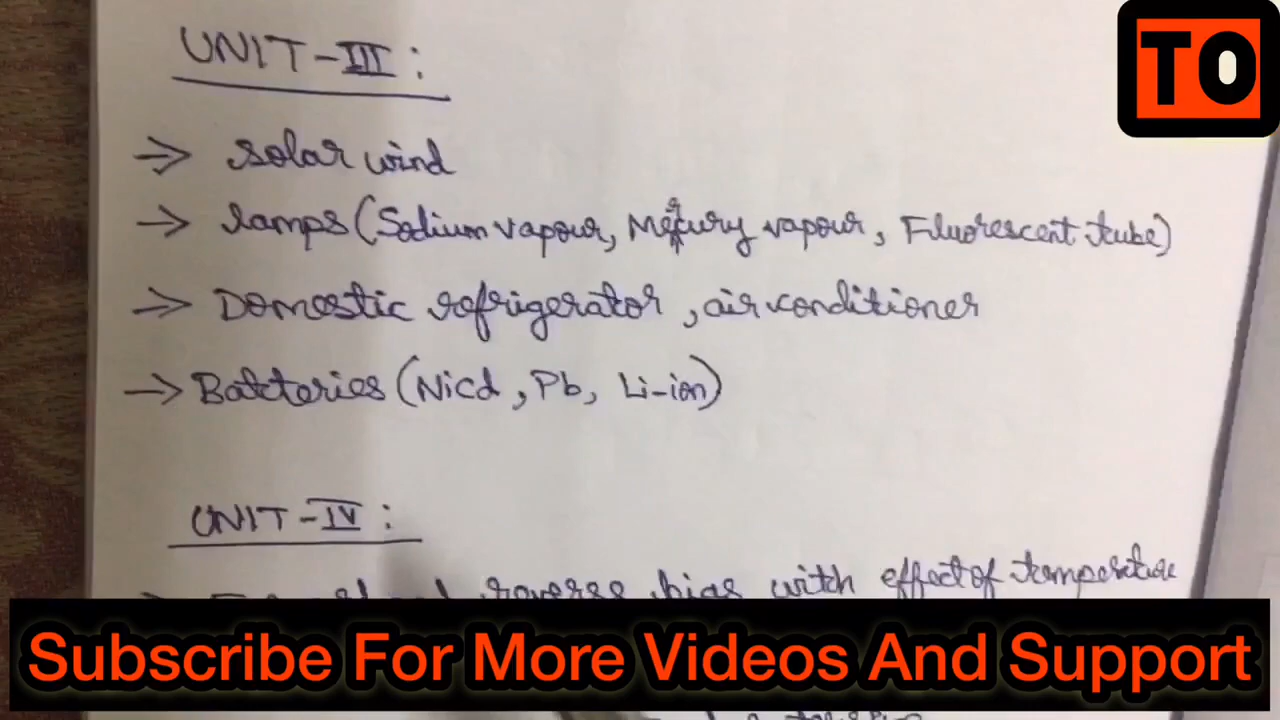 TO
UNIT-III :
→ solar wind
→ lamps (Sodium vapour, Mercury vapour, Fluorescent tube)
→ Domestic refrigerator, air conditioner
→ Batteries (Nicd, Pb, Li-ion)
UNIT-IV :
reverse bias with effect of temperature
Subscribe For More Videos And Support